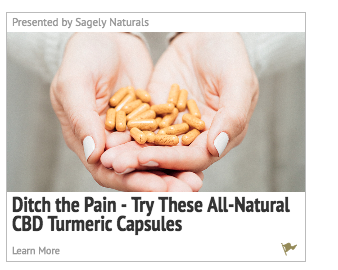 Presented by Sagely Naturals
Ditch the Pain - Try These All-Natural
CBD Turmeric Capsules
Learn More